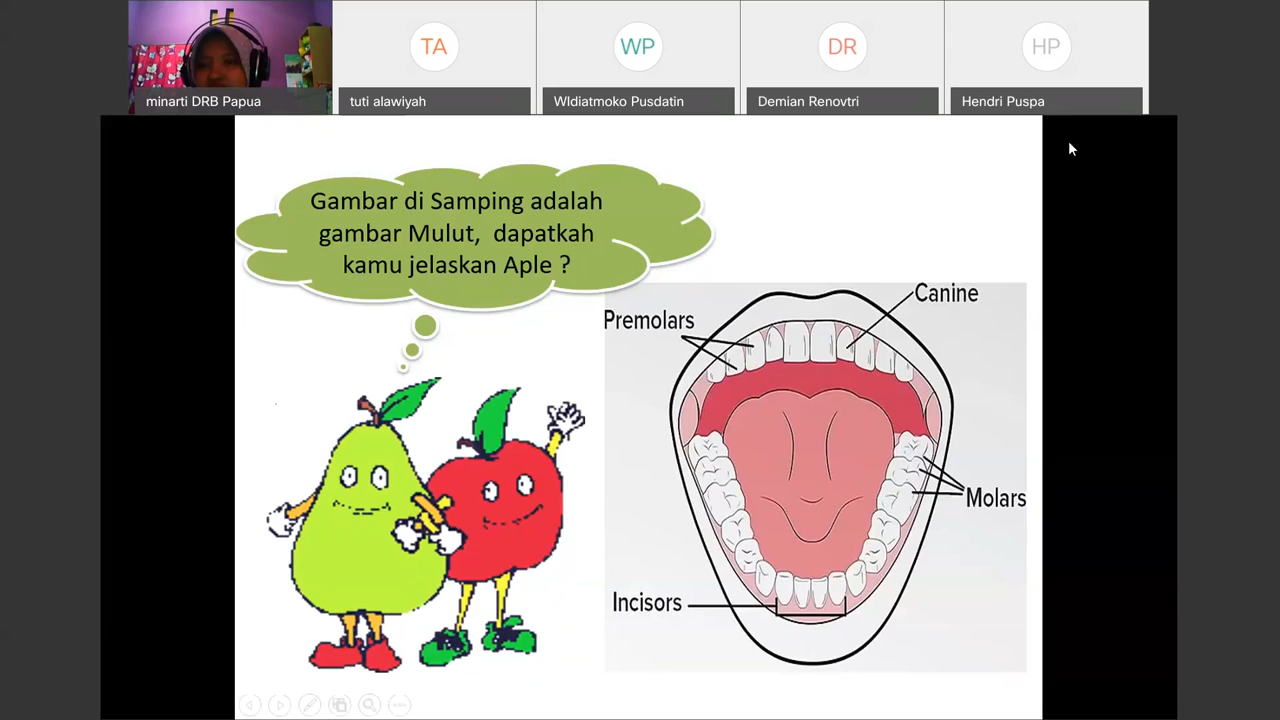 minarti DRB Papua
TA
tuti alawiyah
WP
WIdiatmoko Pusdatin
DR
Demian Renovtri
HP
Hendri Puspa
Gambar di Samping adalah
gambar Mulut, dapatkah
kamu jelaskan Aple ?
Canine
Premolars
Molars
Incisors